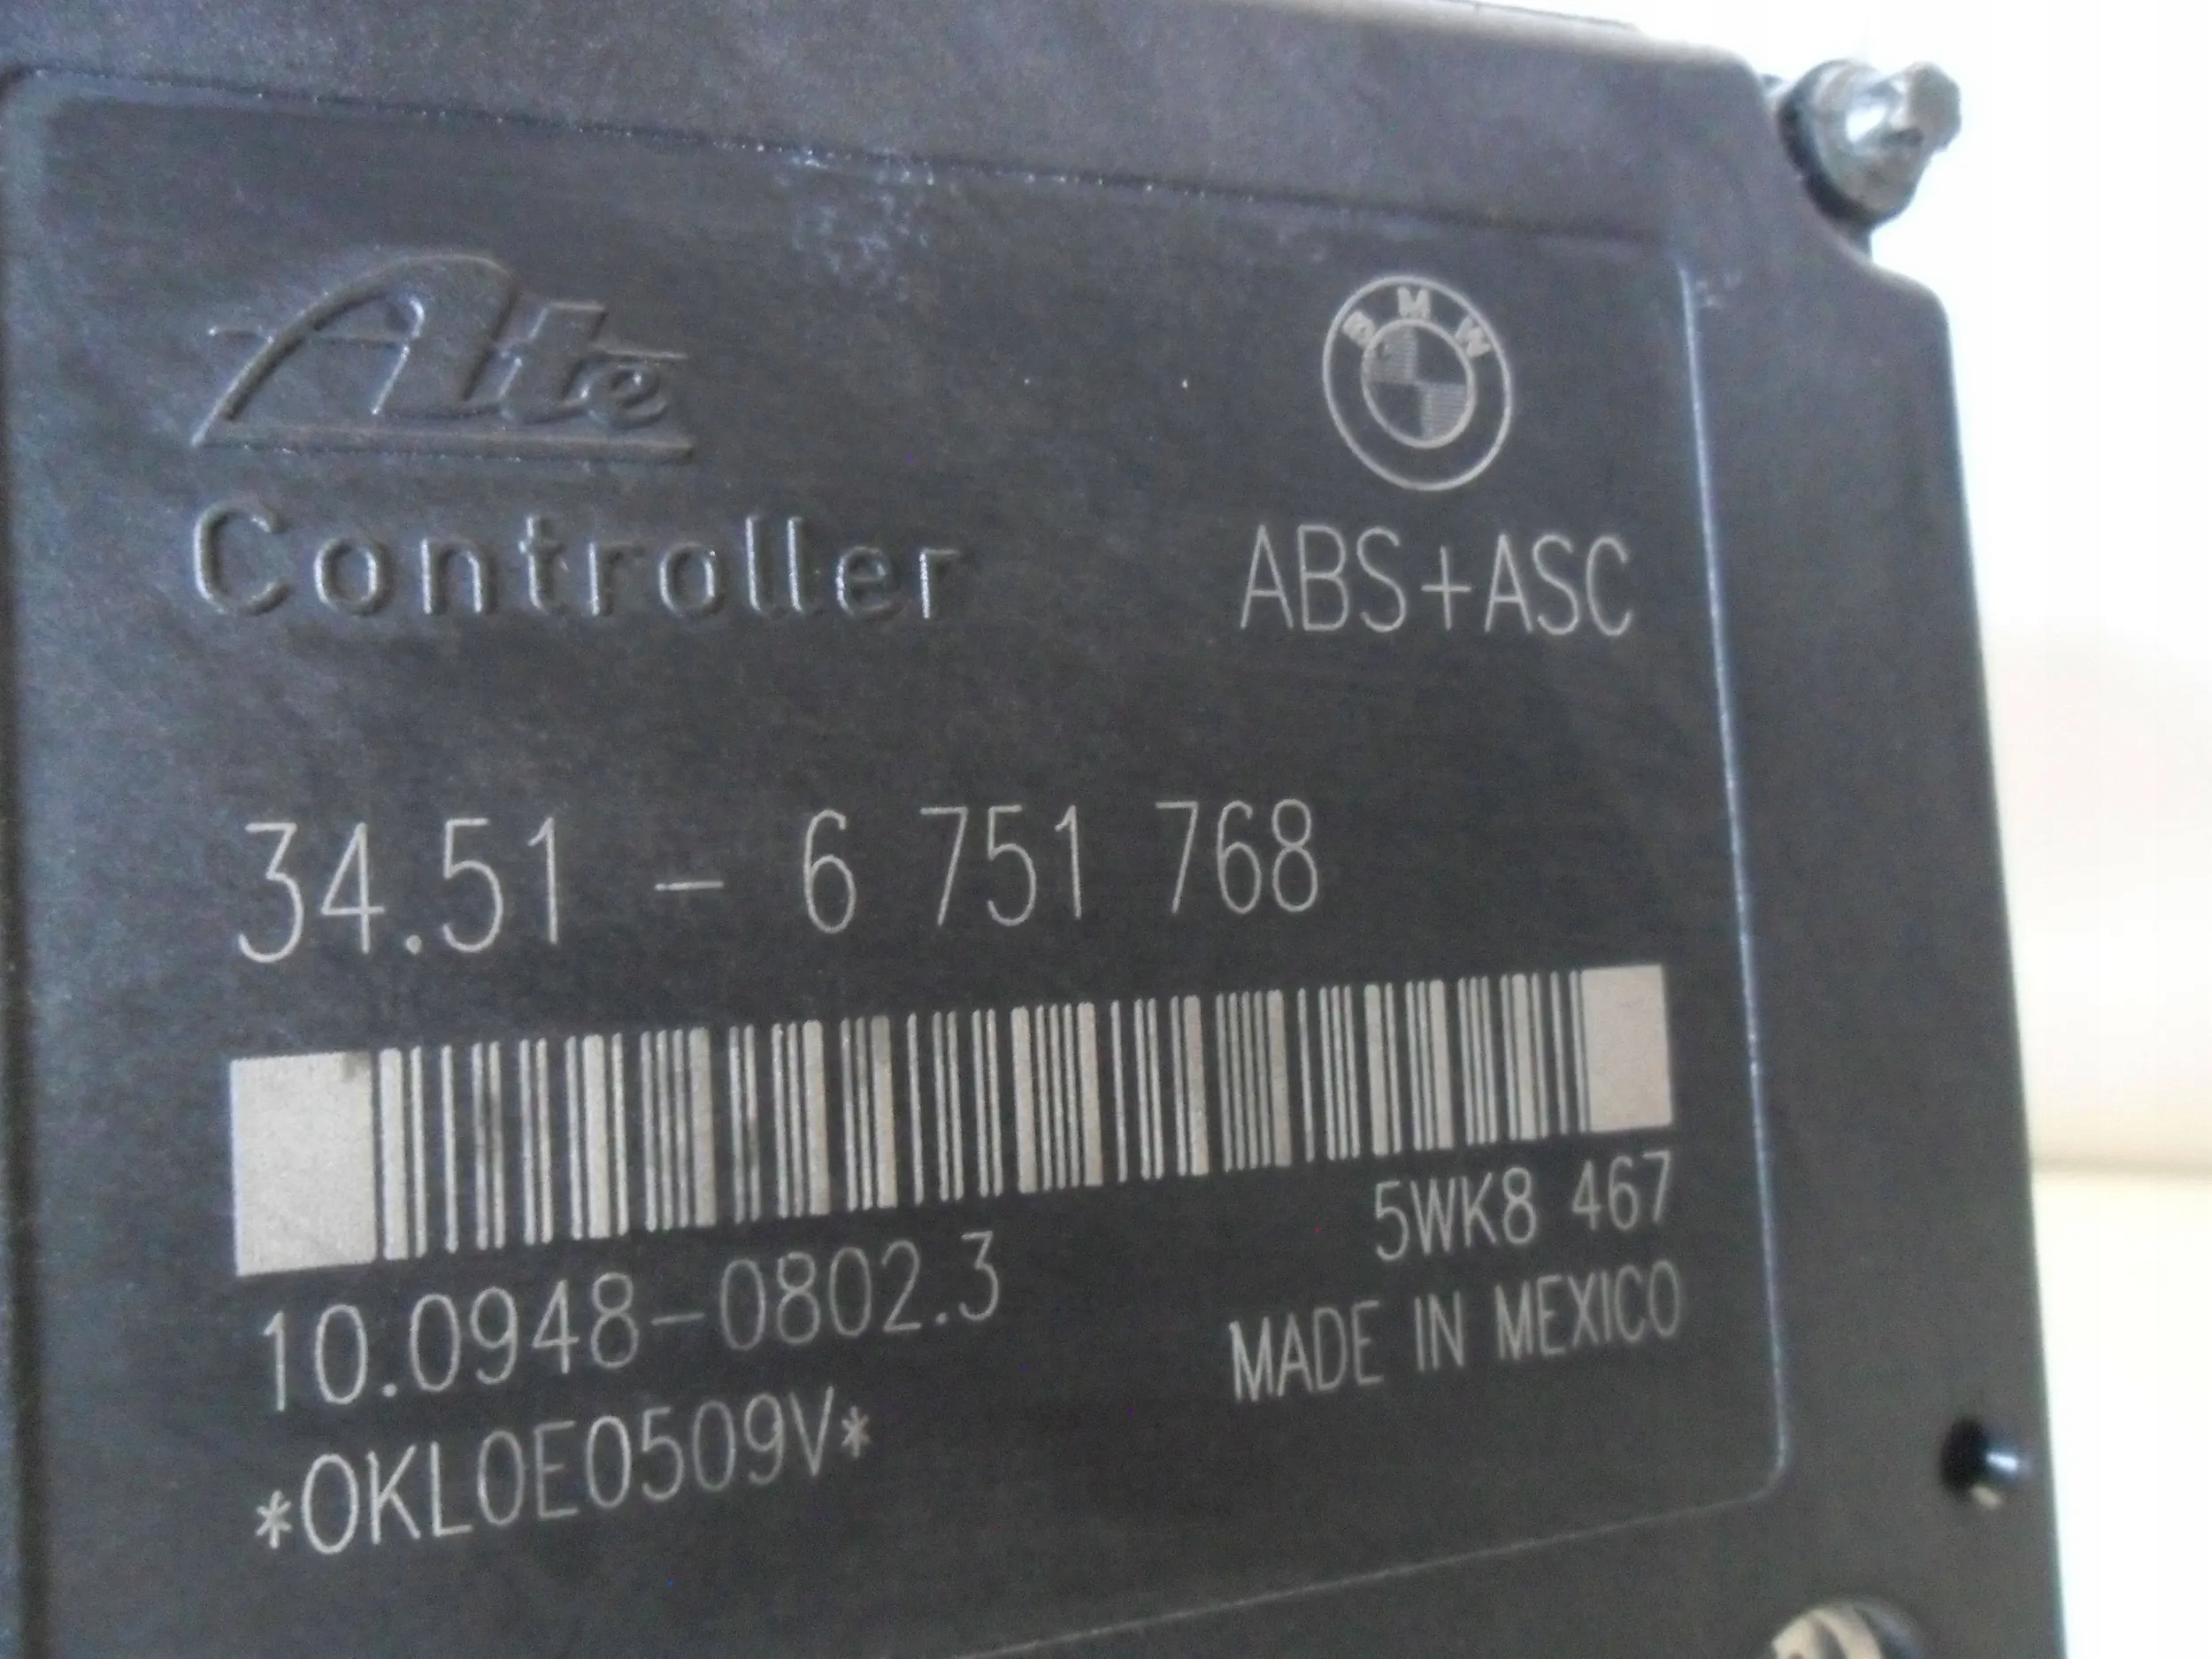 Ate
BMW
Controller
ABS+ASC
34.51 - 6 751 768
5WK8 467
10.0948-0802.3
MADE IN MEXICO
*0KL0E0509V*